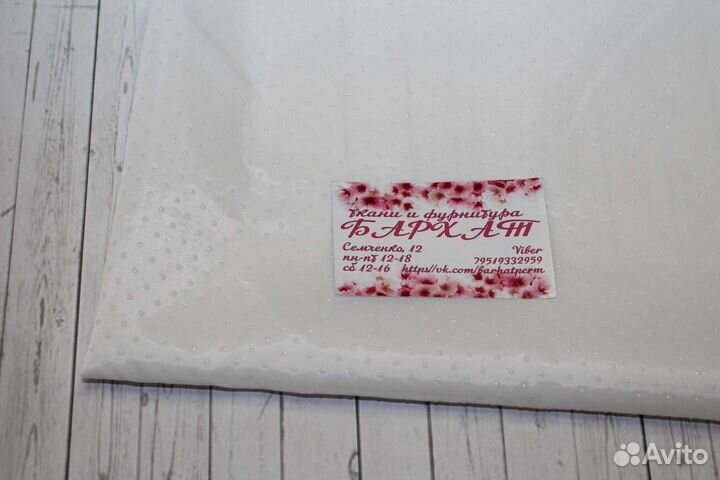 Ткани и фурнитура
БАРХАТ
Семченко, 12
Viber
пн-пт 12-18
79519332959
сб 12-16 https//vk.com/barhatperm
Avito